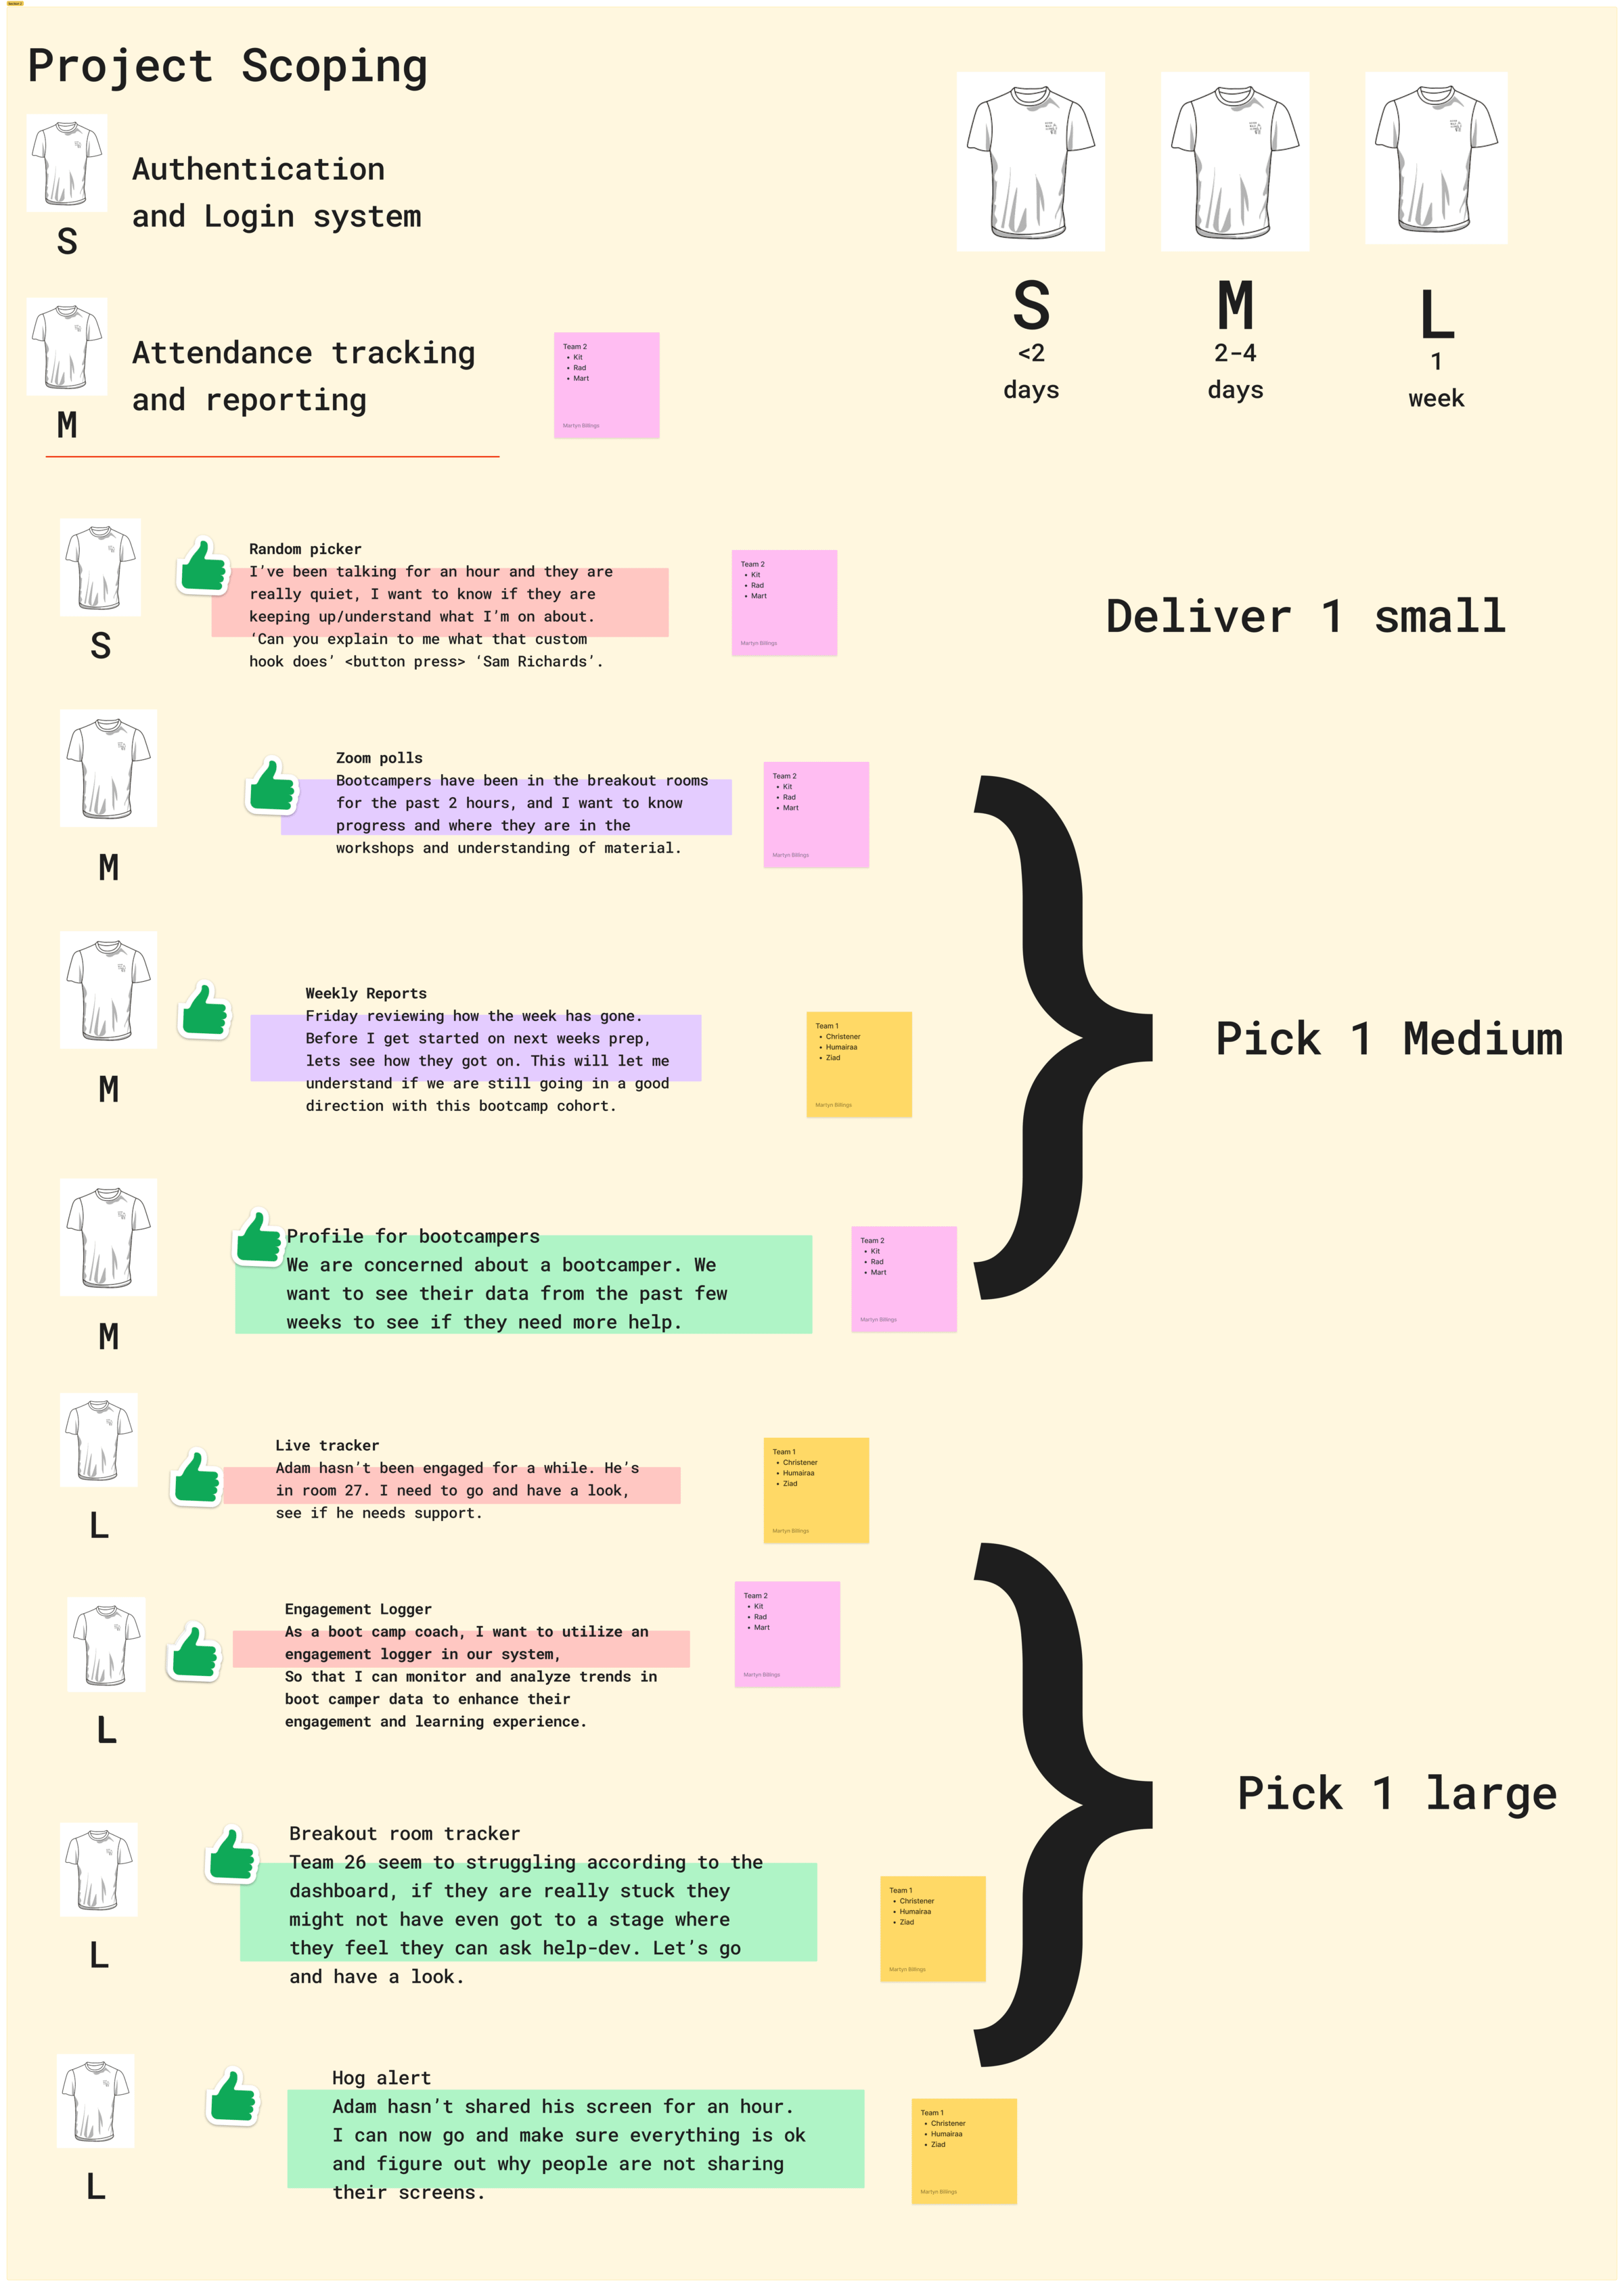 Project Scoping
Authentication
and Login system
S
Attendance tracking
and reporting
M
Team 2
• Kit
• Rad
• Mart
Martyn Billings
S
<2
days
M
2-4
days
L
1
week
Random picker
I’ve been talking for an hour and they are
really quiet, I want to know if they are
keeping up/understand what I’m on about.
‘Can you explain to me what that custom
hook does’ <button press> ‘Sam Richards’.
S
Team 2
• Kit
• Rad
• Mart
Martyn Billings
Deliver 1 small
Zoom polls
Bootcampers have been in the breakout rooms
for the past 2 hours, and I want to know
progress and where they are in the
workshops and understanding of material.
M
Team 2
• Kit
• Rad
• Mart
Martyn Billings
Weekly Reports
Friday reviewing how the week has gone.
Before I get started on next weeks prep,
lets see how they got on. This will let me
understand if we are still going in a good
direction with this bootcamp cohort.
M
Team 1
• Christener
• Humairaa
• Ziad
Martyn Billings
}
Pick 1 Medium
Profile for bootcampers
We are concerned about a bootcamper. We
want to see their data from the past few
weeks to see if they need more help.
M
Team 2
• Kit
• Rad
• Mart
Martyn Billings
Live tracker
Adam hasn’t been engaged for a while. He’s
in room 27. I need to go and have a look,
see if he needs support.
L
Team 1
• Christener
• Humairaa
• Ziad
Martyn Billings
Engagement Logger
As a boot camp coach, I want to utilize an
engagement logger in our system,
So that I can monitor and analyze trends in
boot camper data to enhance their
engagement and learning experience.
L
Team 2
• Kit
• Rad
• Mart
Martyn Billings
}
Pick 1 large
Breakout room tracker
Team 26 seem to struggling according to the
dashboard, if they are really stuck they
might not have even got to a stage where
they feel they can ask help-dev. Let’s go
and have a look.
L
Team 1
• Christener
• Humairaa
• Ziad
Martyn Billings
Hog alert
Adam hasn’t shared his screen for an hour.
I can now go and make sure everything is ok
and figure out why people are not sharing
their screens.
L
Team 1
• Christener
• Humairaa
• Ziad
Martyn Billings